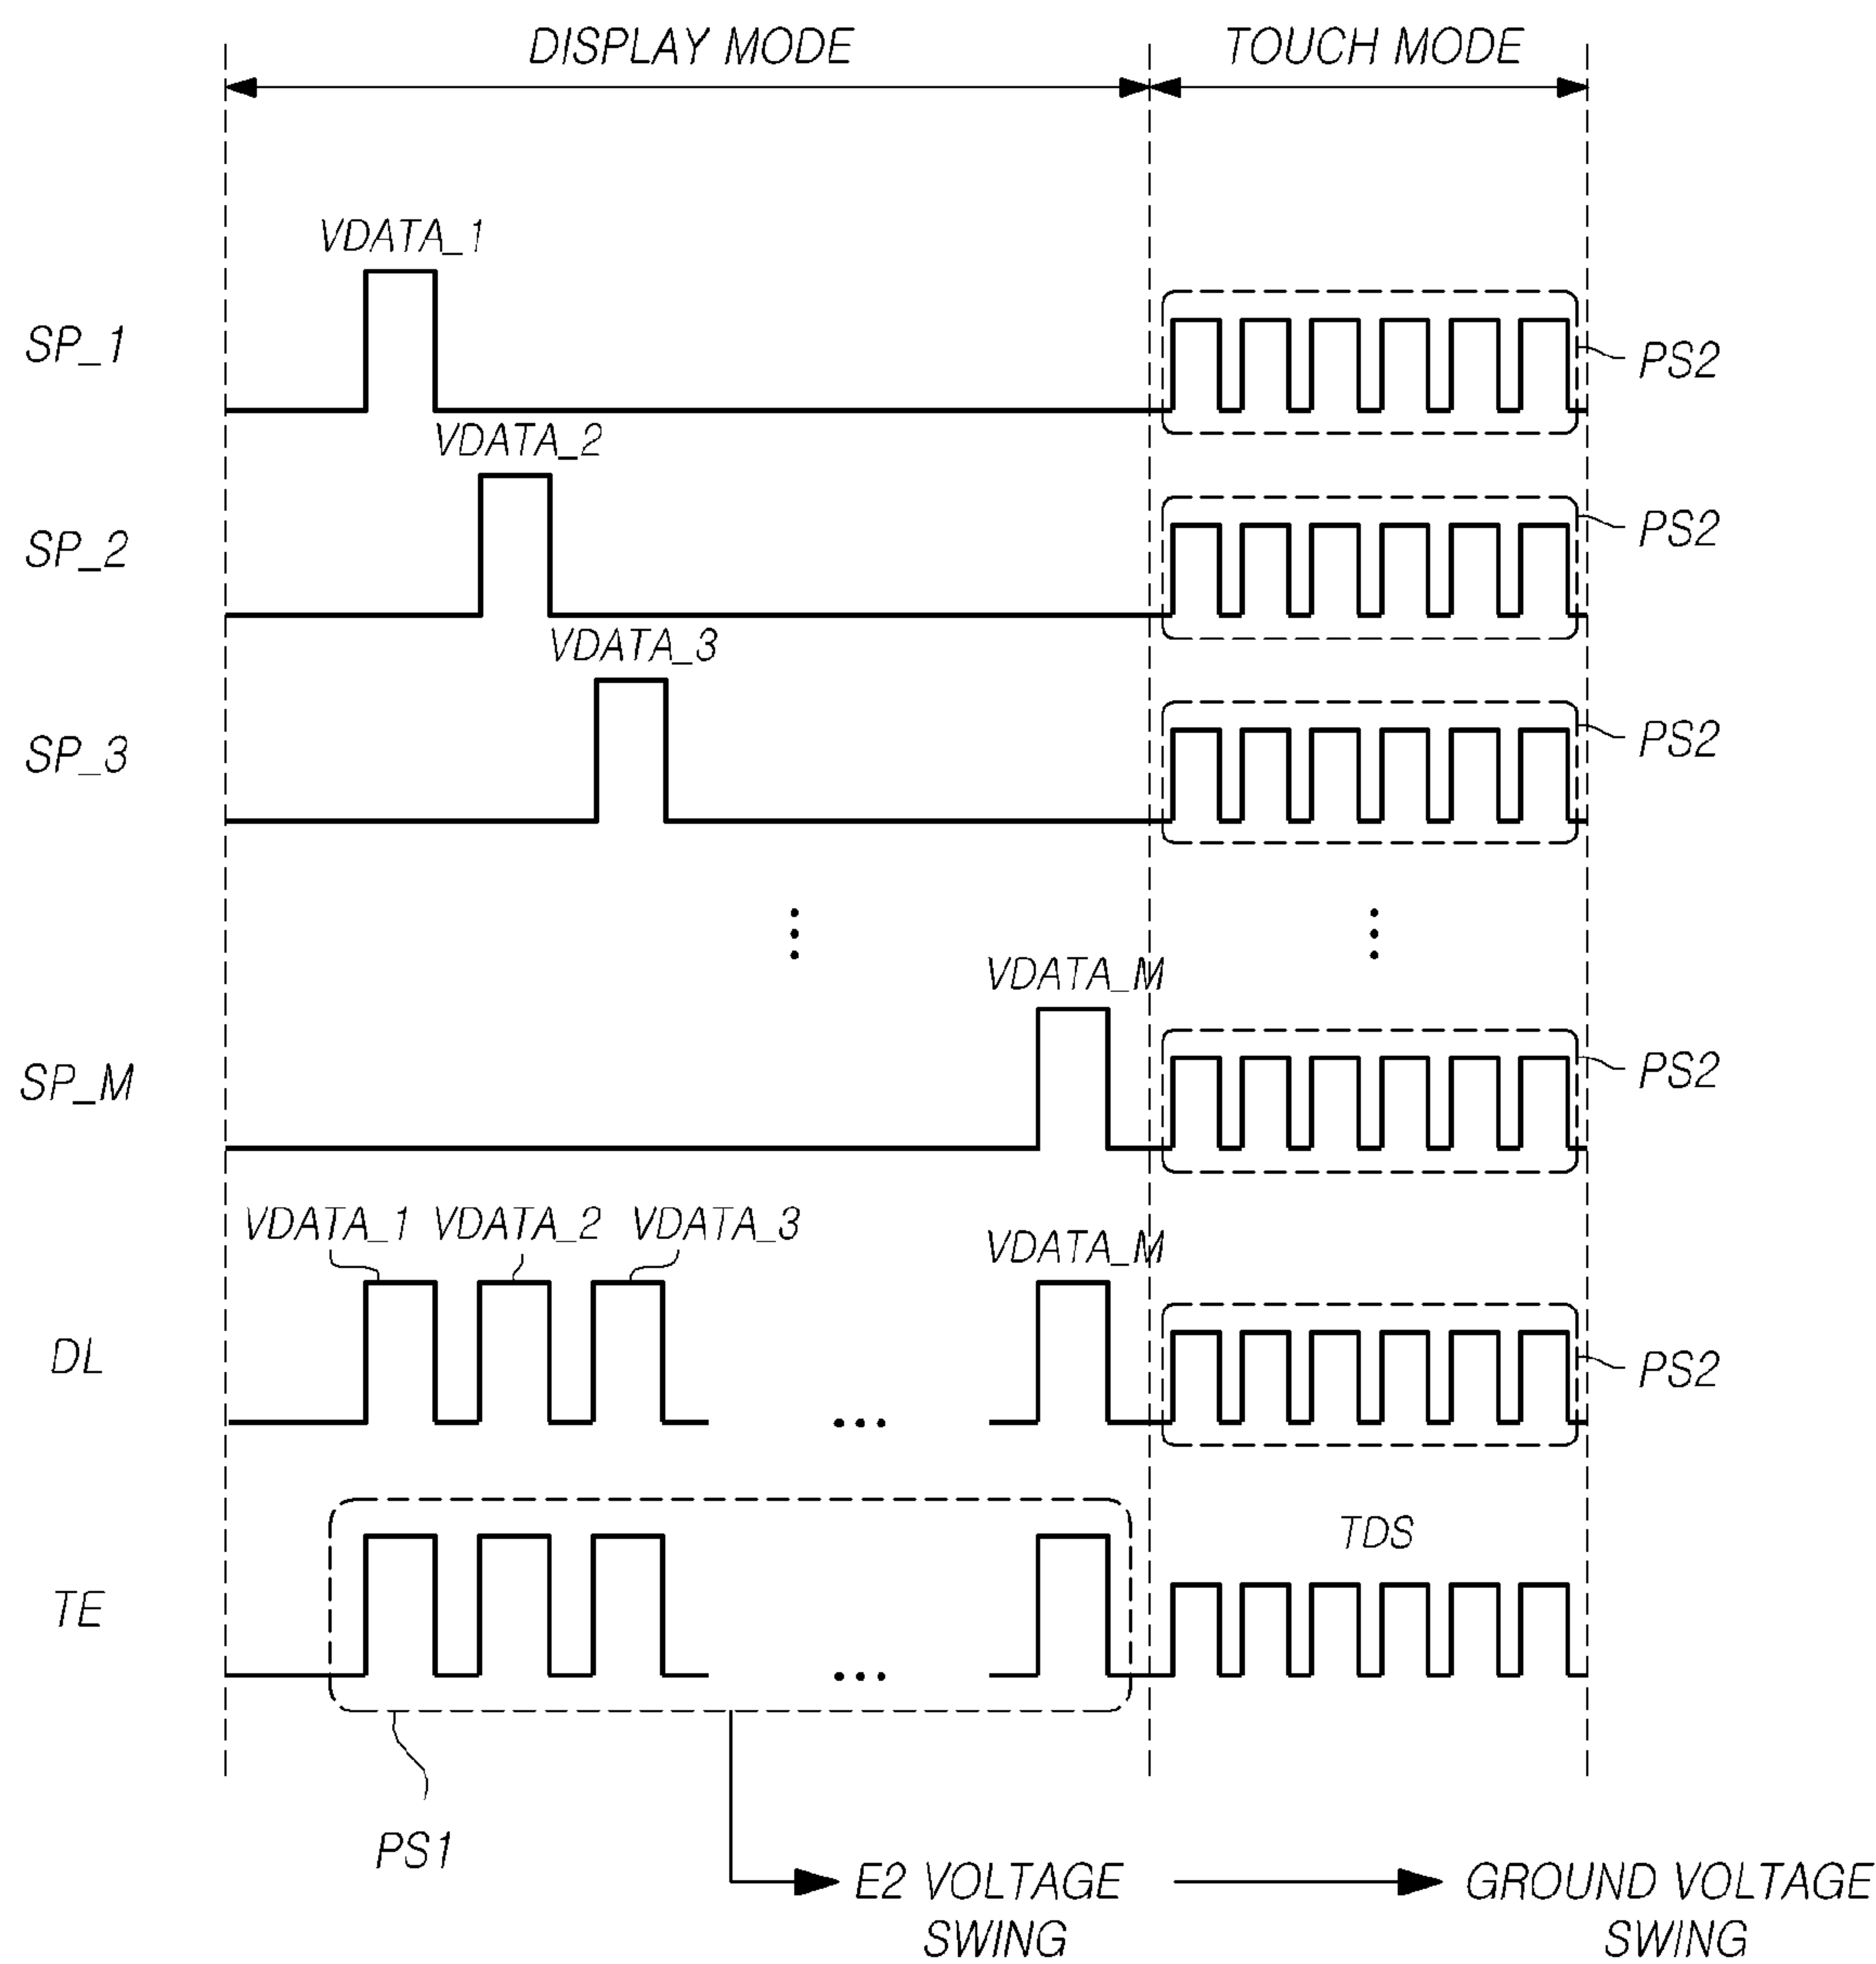 DISPLAY MODE
TOUCH MODE
VDATA_1
SP_1
PS2
VDATA_2
SP_2
PS2
VDATA_3
SP_3
PS2
VDATA_M
SP_M
PS2
VDATA_1 VDATA_2 VDATA_3
VDATA_M
DL
PS2
TDS
TE
PS1
E2 VOLTAGE
SWING
GROUND VOLTAGE
SWING